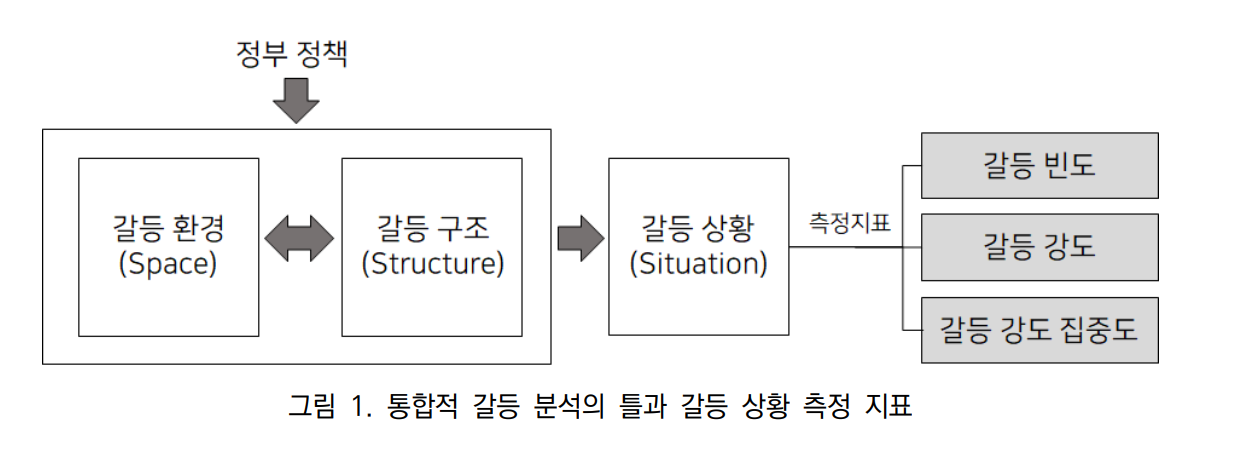 정부 정책
갈등 환경
(Space)
갈등 구조
(Structure)
갈등 상황
(Situation)
측정지표
갈등 빈도
갈등 강도
갈등 강도 집중도
그림 1. 통합적 갈등 분석의 틀과 갈등 상황 측정 지표